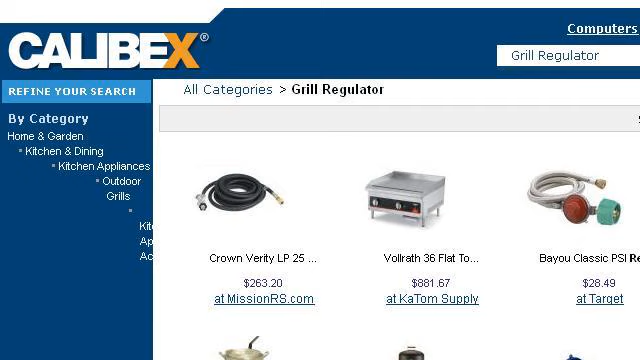 CALIBEX®
Computers
Grill Regulator
REFINE YOUR SEARCH
All Categories > Grill Regulator
By Category
Home & Garden
Kitchen & Dining
Kitchen Appliances
Outdoor
Grills
Crown Verity LP 25 ...
$263.20
at MissionRS.com
Vollrath 36 Flat To...
$881.67
at KaTom Supply
Bayou Classic PSI
$28.49
at Target